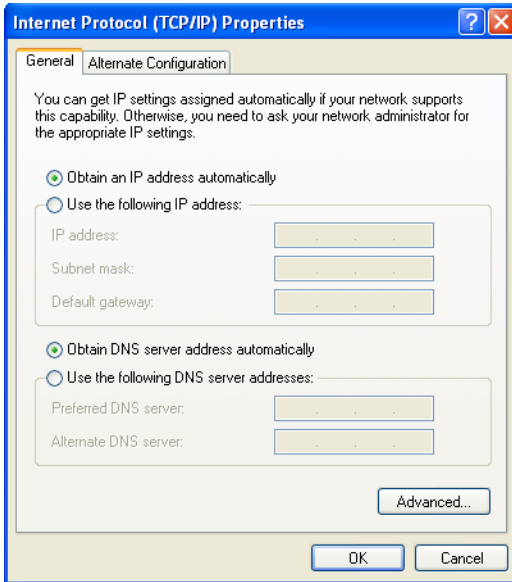 Internet Protocol (TCP/IP) Properties
General
Alternate Configuration
You can get IP settings assigned automatically if your network supports
this capability. Otherwise, you need to ask your network administrator for
the appropriate IP settings.
Obtain an IP address automatically
Use the following IP address:
IP address:
Subnet mask:
Default gateway:
Obtain DNS server address automatically
Use the following DNS server addresses:
Preferred DNS server:
Alternate DNS server:
Advanced...
OK
Cancel